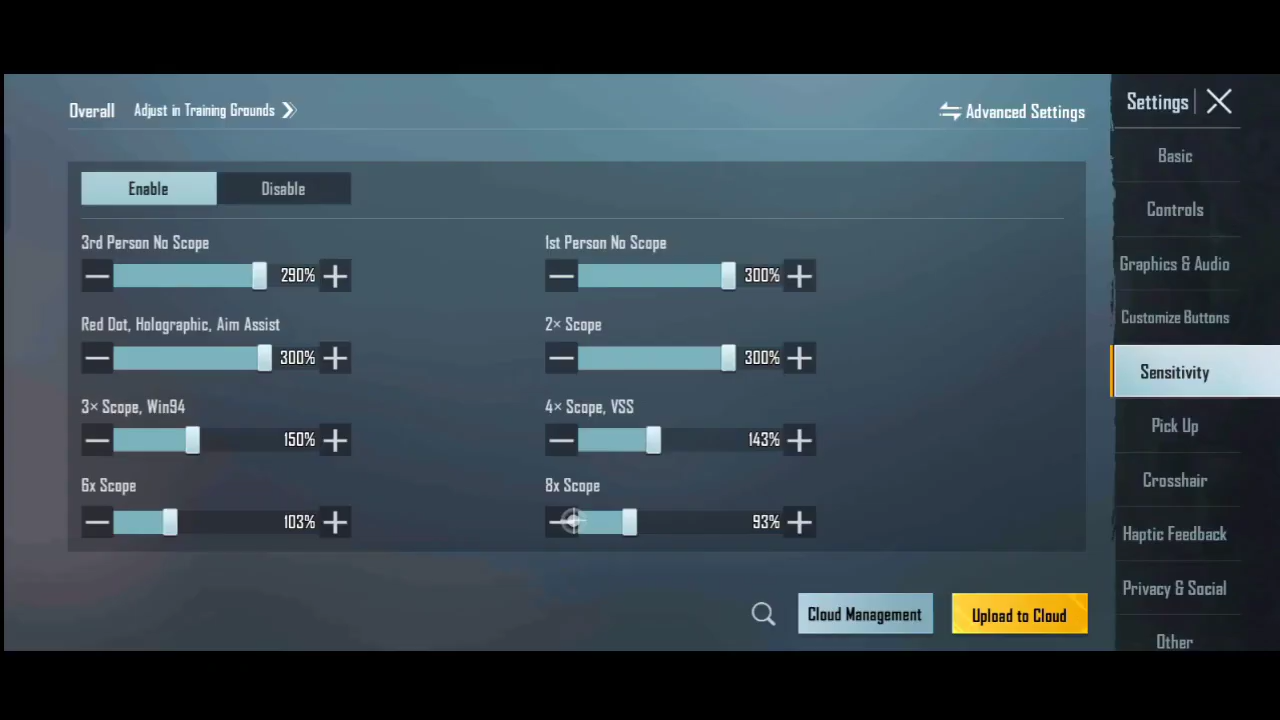 Overall Adjust in Training Grounds Advanced Settings
Settings
Enable Disable
3rd Person No Scope 1st Person No Scope
290% 300%
Red Dot, Holographic, Aim Assist 2× Scope
300% 300%
3× Scope, Win94 4× Scope, VSS
150% 143%
6x Scope 8x Scope
103% 93%
Cloud Management Upload to Cloud
Basic
Controls
Graphics & Audio
Customize Buttons
Sensitivity
Pick Up
Crosshair
Haptic Feedback
Privacy & Social
Other